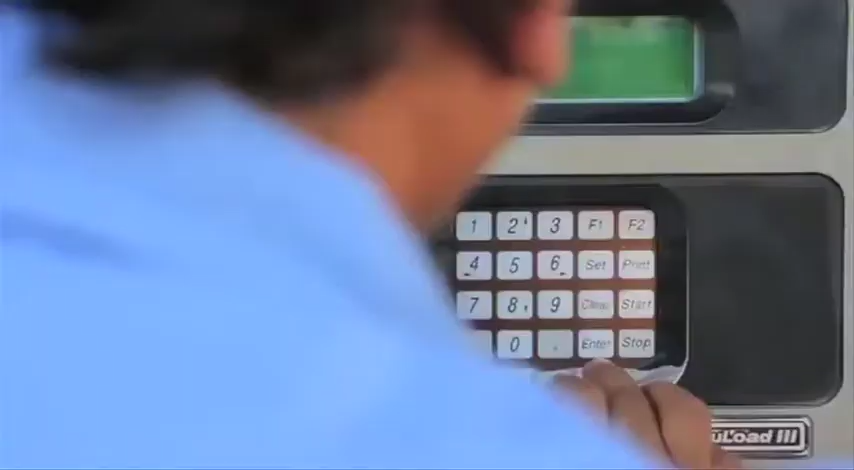 1 2 3 F1 F2
4 5 6 Set Print
7 8 9 Clear Start
0 . Enter Stop
uLoad III